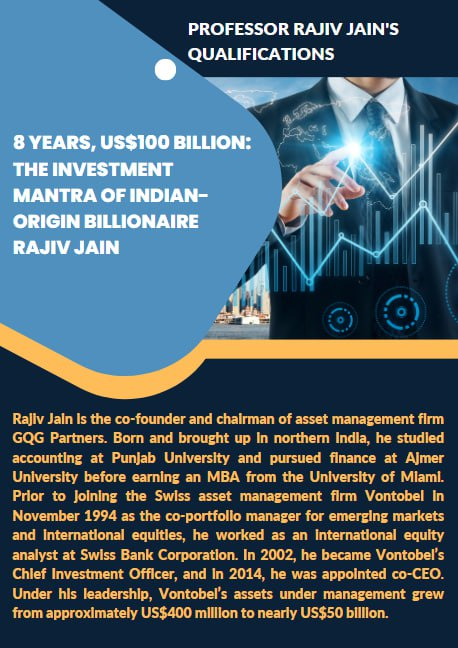 PROFESSOR RAJIV JAIN'S
QUALIFICATIONS
8 YEARS, US$100 BILLION:
THE INVESTMENT
MANTRA OF INDIAN-
ORIGIN BILLIONAIRE
RAJIV JAIN
Rajiv Jain is the co-founder and chairman of asset management firm
GQG Partners. Born and brought up in northern India, he studied
accounting at Punjab University and pursued finance at Ajmer
University before earning an MBA from the University of Miami.
Prior to joining the Swiss asset management firm Vontobel in
November 1994 as the co-portfolio manager for emerging markets
and international equities, he worked as an international equity
analyst at Swiss Bank Corporation. In 2002, he became Vontobel's
Chief Investment Officer, and in 2014, he was appointed co-CEO.
Under his leadership, Vontobel's assets under management grew
from approximately US$400 million to nearly US$50 billion.